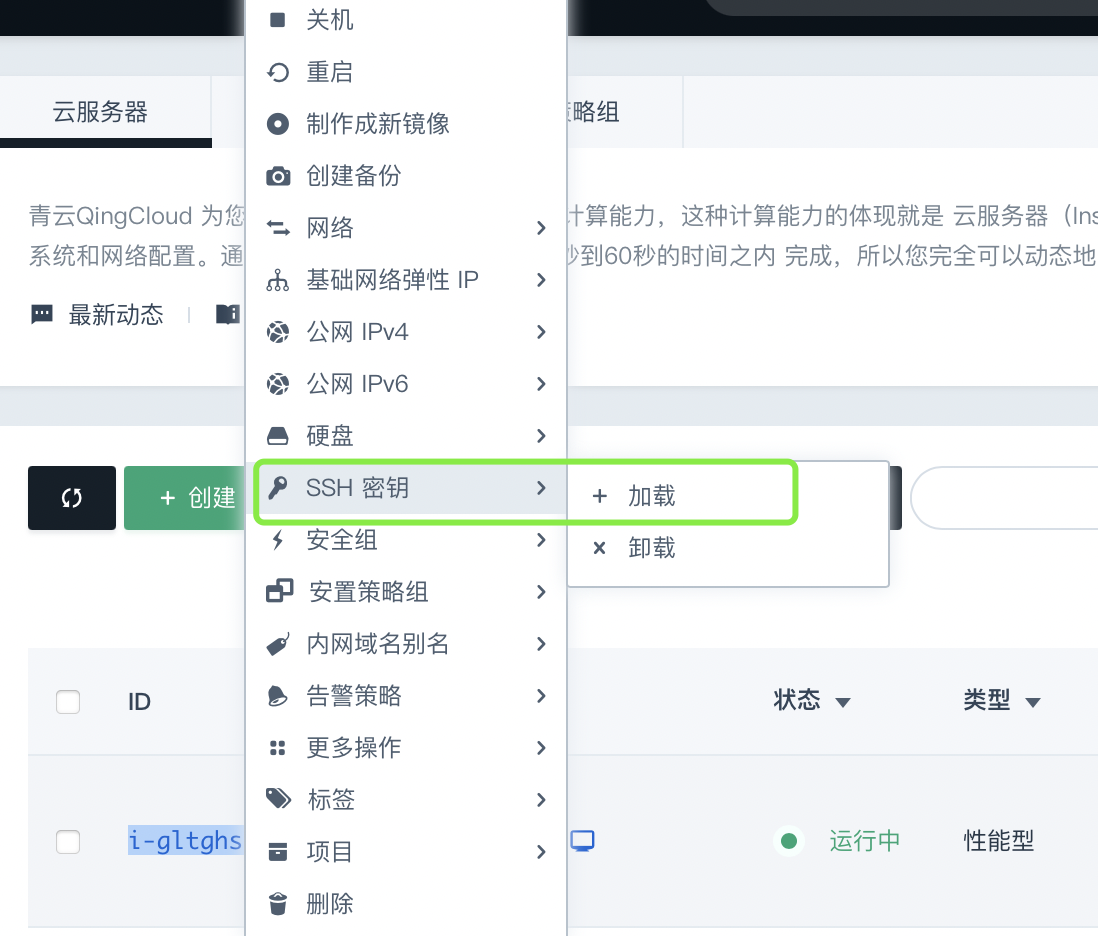 关机
重启
云服务器
策略组
制作成新镜像
创建备份
青云QingCloud 为您
计算能力，这种计算能力的体现就是 云服务器（Ins
网络
系统和网络配置。通
秒到60秒的时间之内 完成，所以您完全可以动态地
基础网络弹性 IP
最新动态
公网 IPv4
公网 IPv6
硬盘
SSH 密钥
加载
创建
安全组
卸载
安置策略组
内网域名别名
ID
告警策略
状态
类型
更多操作
标签
i-gltghs
运行中
性能型
项目
删除